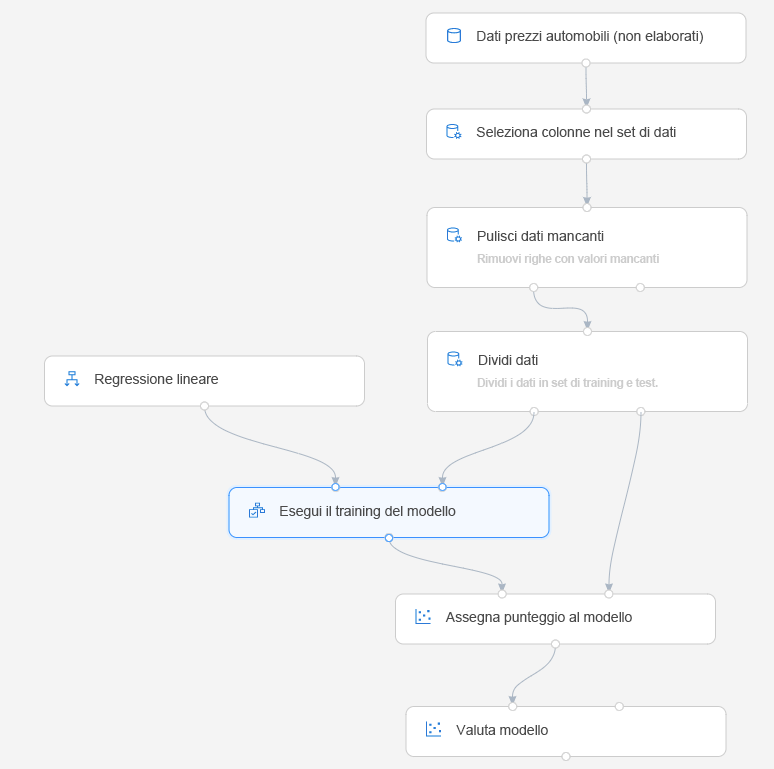 Dati prezzi automobili (non elaborati)
Seleziona colonne nel set di dati
Pulisci dati mancanti
Rimuovi righe con valori mancanti
Dividi dati
Dividi i dati in set di training e test.
Regressione lineare
Esegui il training del modello
Assegna punteggio al modello
Valuta modello